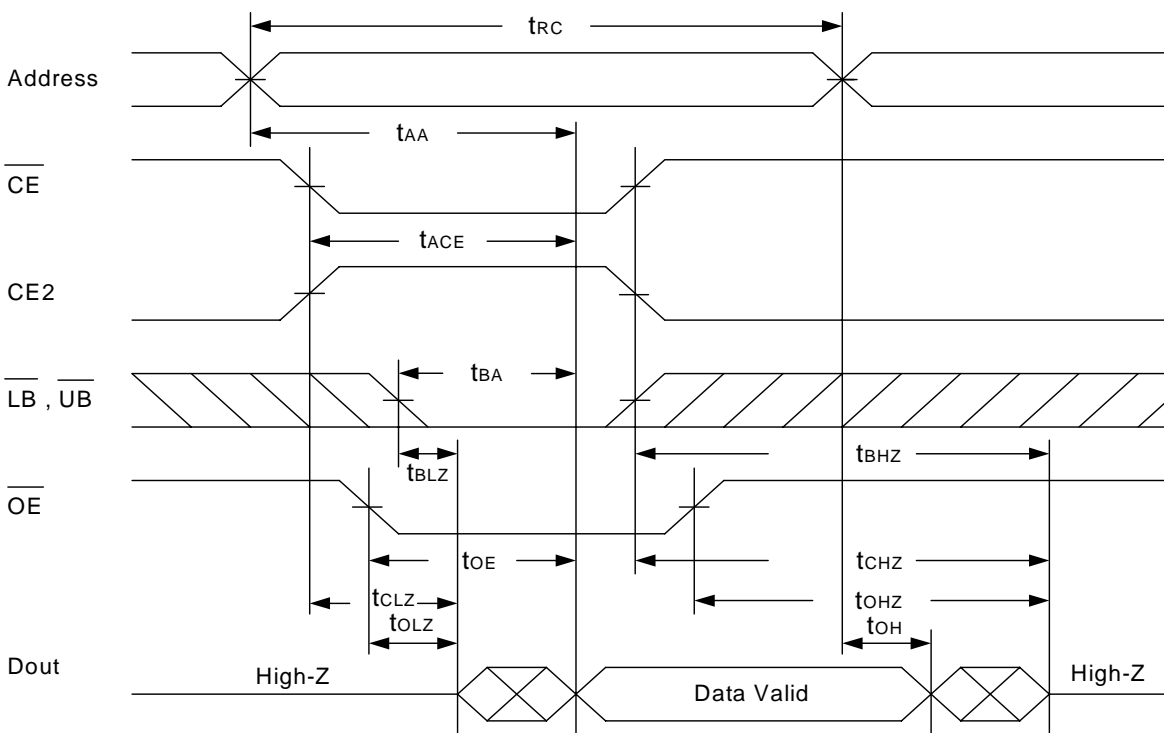 tRC
Address
tAA
CE
tACE
CE2
tBA
LB , UB
tBLZ
tBHZ
OE
tOE
tCHZ
tCLZ
tOHZ
tOLZ
tOH
Dout
High-Z
Data Valid
High-Z